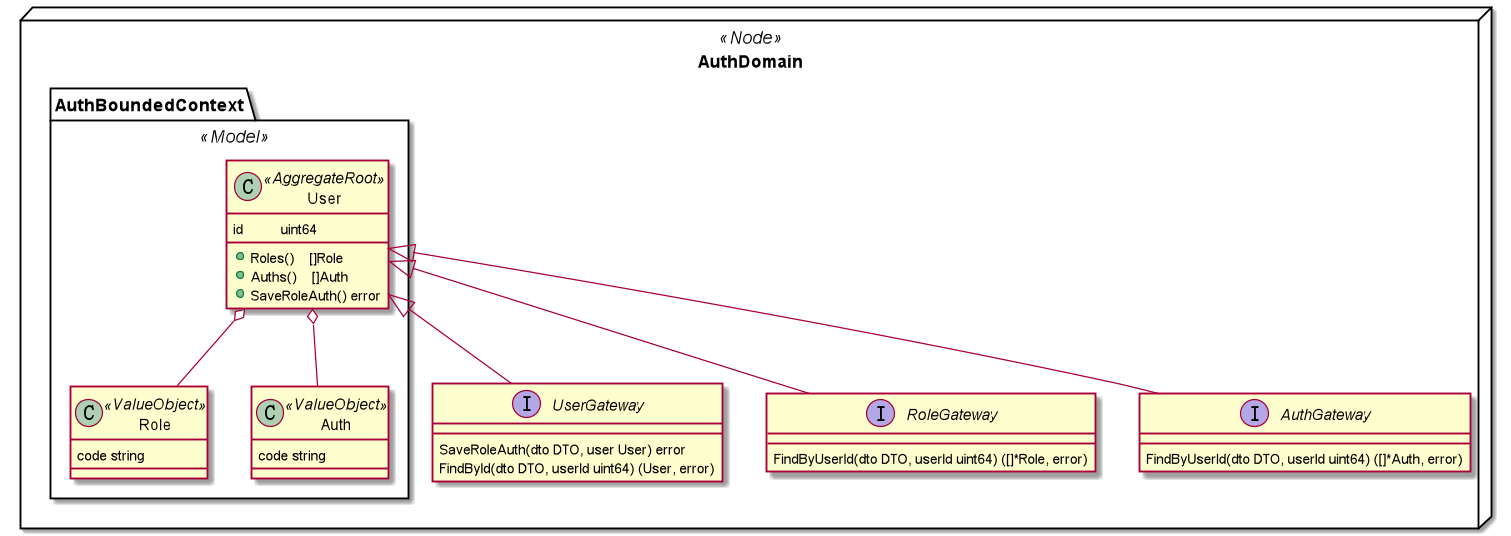 «Node»
AuthDomain
AuthBoundedContext
«Model»
C «AggregateRoot»
User
id uint64
Roles() []Role
Auths() []Auth
SaveRoleAuth() error
C «ValueObject»
Role
code string
C «ValueObject»
Auth
code string
I UserGateway
SaveRoleAuth(dto DTO, user User) error
FindById(dto DTO, userId uint64) (User, error)
I RoleGateway
FindByUserId(dto DTO, userId uint64) ([]*Role, error)
I AuthGateway
FindByUserId(dto DTO, userId uint64) ([]*Auth, error)